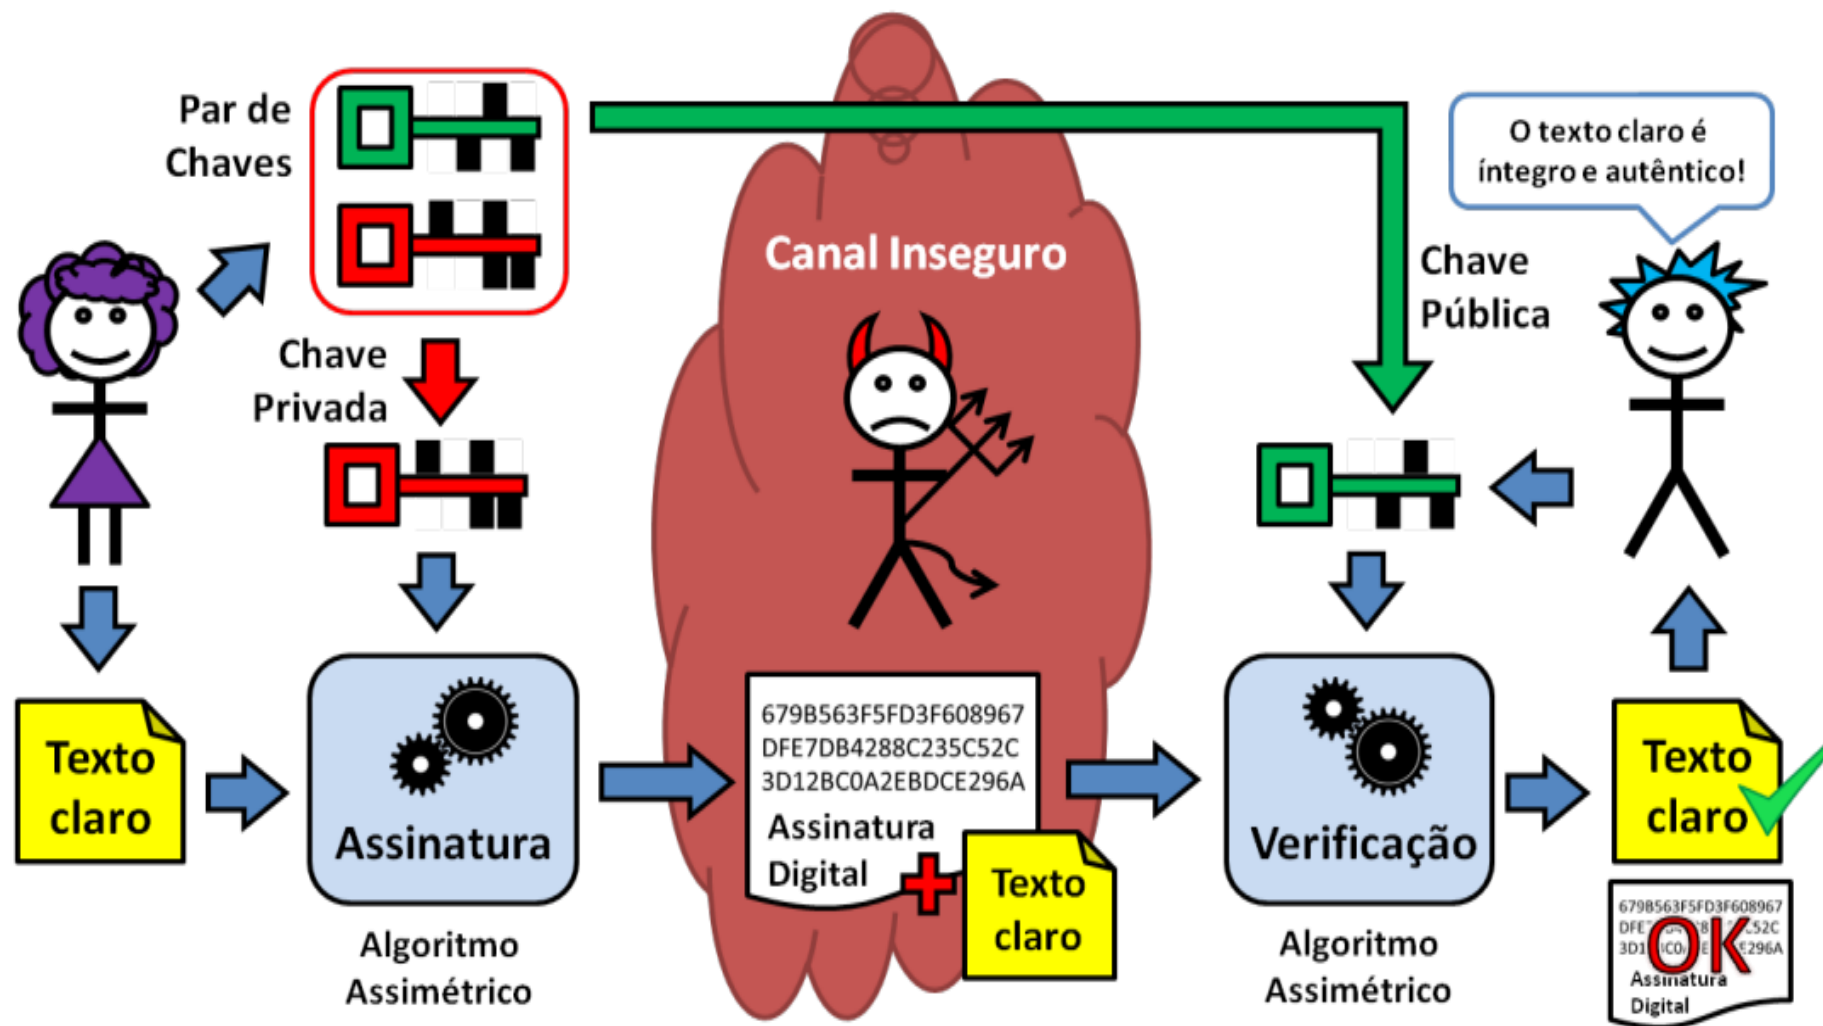 Par de
Chaves
O texto claro é
íntegro e autêntico!
Canal Inseguro
Chave
Pública
Chave
Privada
Texto
claro
Assinatura
679B563F5FD3F608967
DFE7DB4288C235C52C
3D12BC0A2EBDCE296A
Assinatura
Digital
Texto
claro
Verificação
Texto
claro
Algoritmo
Assimétrico
Algoritmo
Assimétrico
679B563F5FD3F608967
OK
Assinatura
Digital